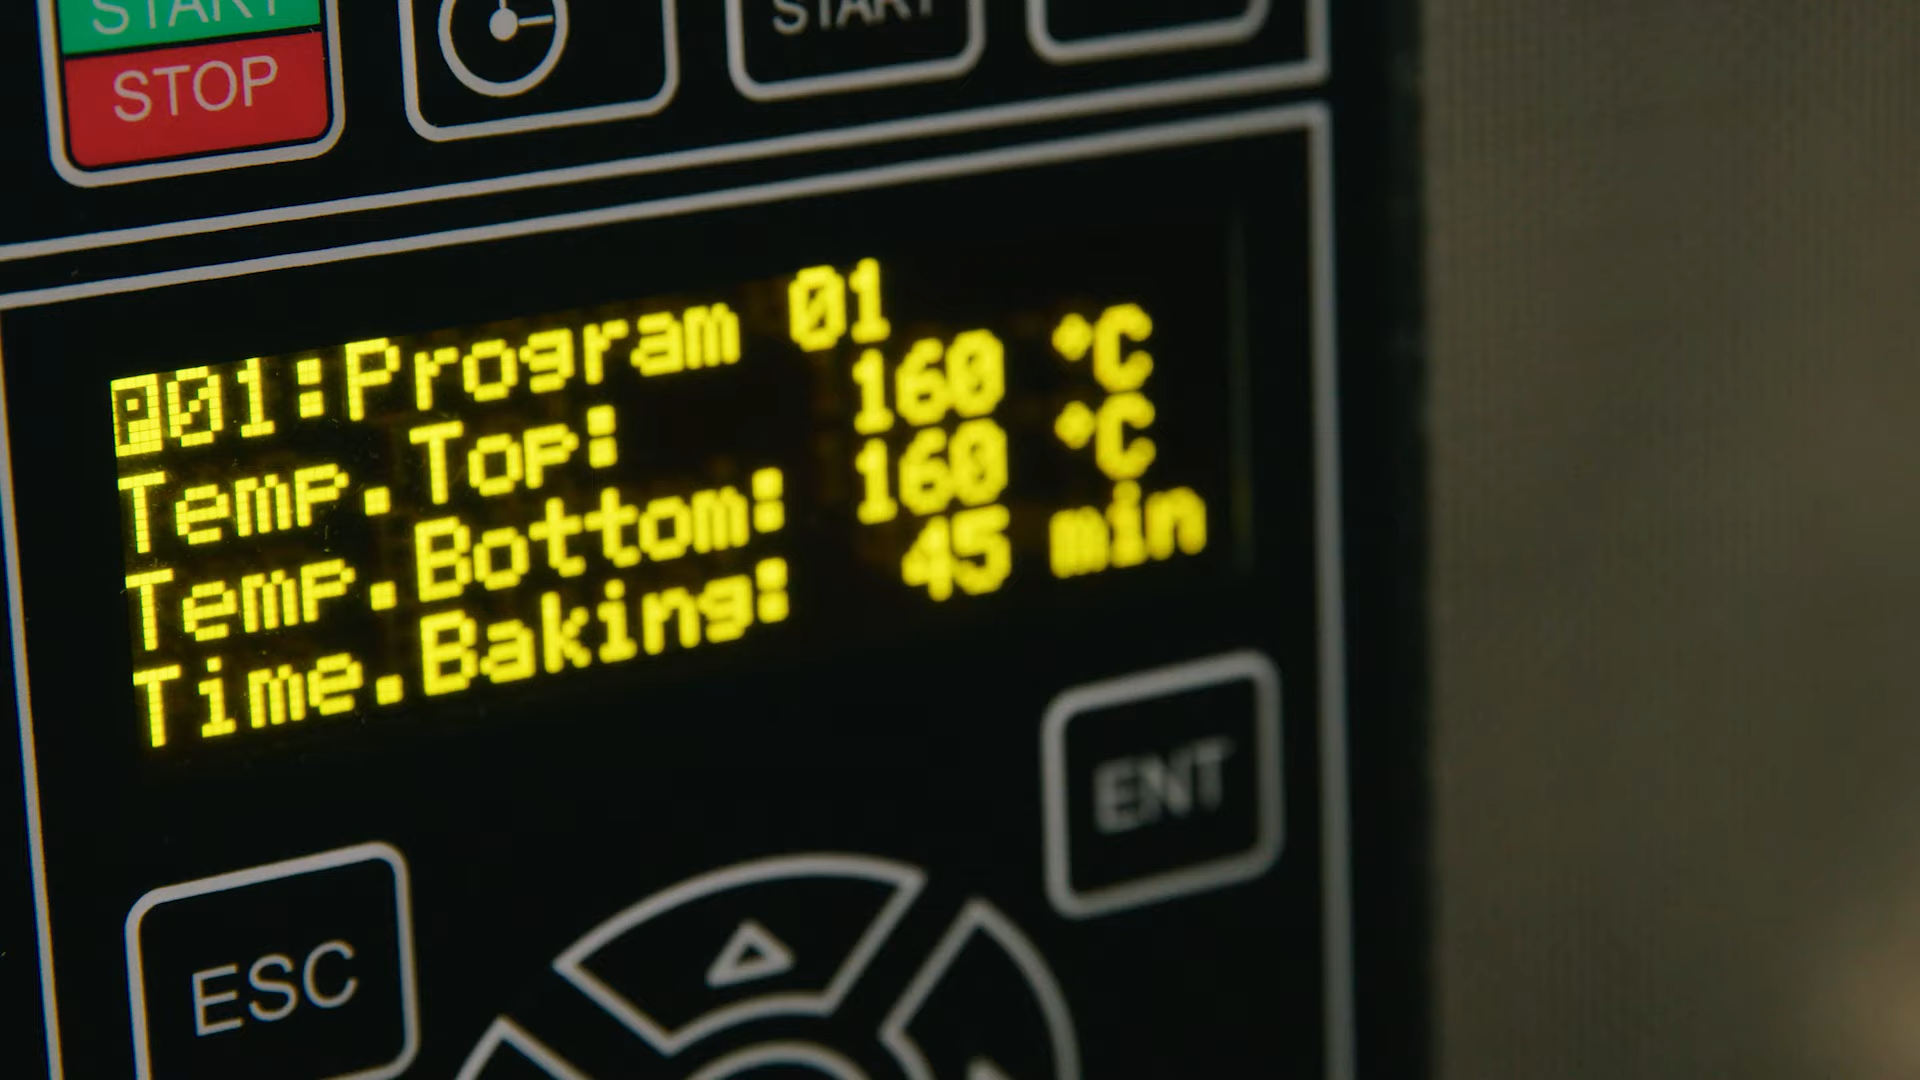 START
STOP
START
P01:Program 01
Temp.Top: 160 °C
Temp.Bottom: 160 °C
Time.Baking: 45 min
ENT
ESC